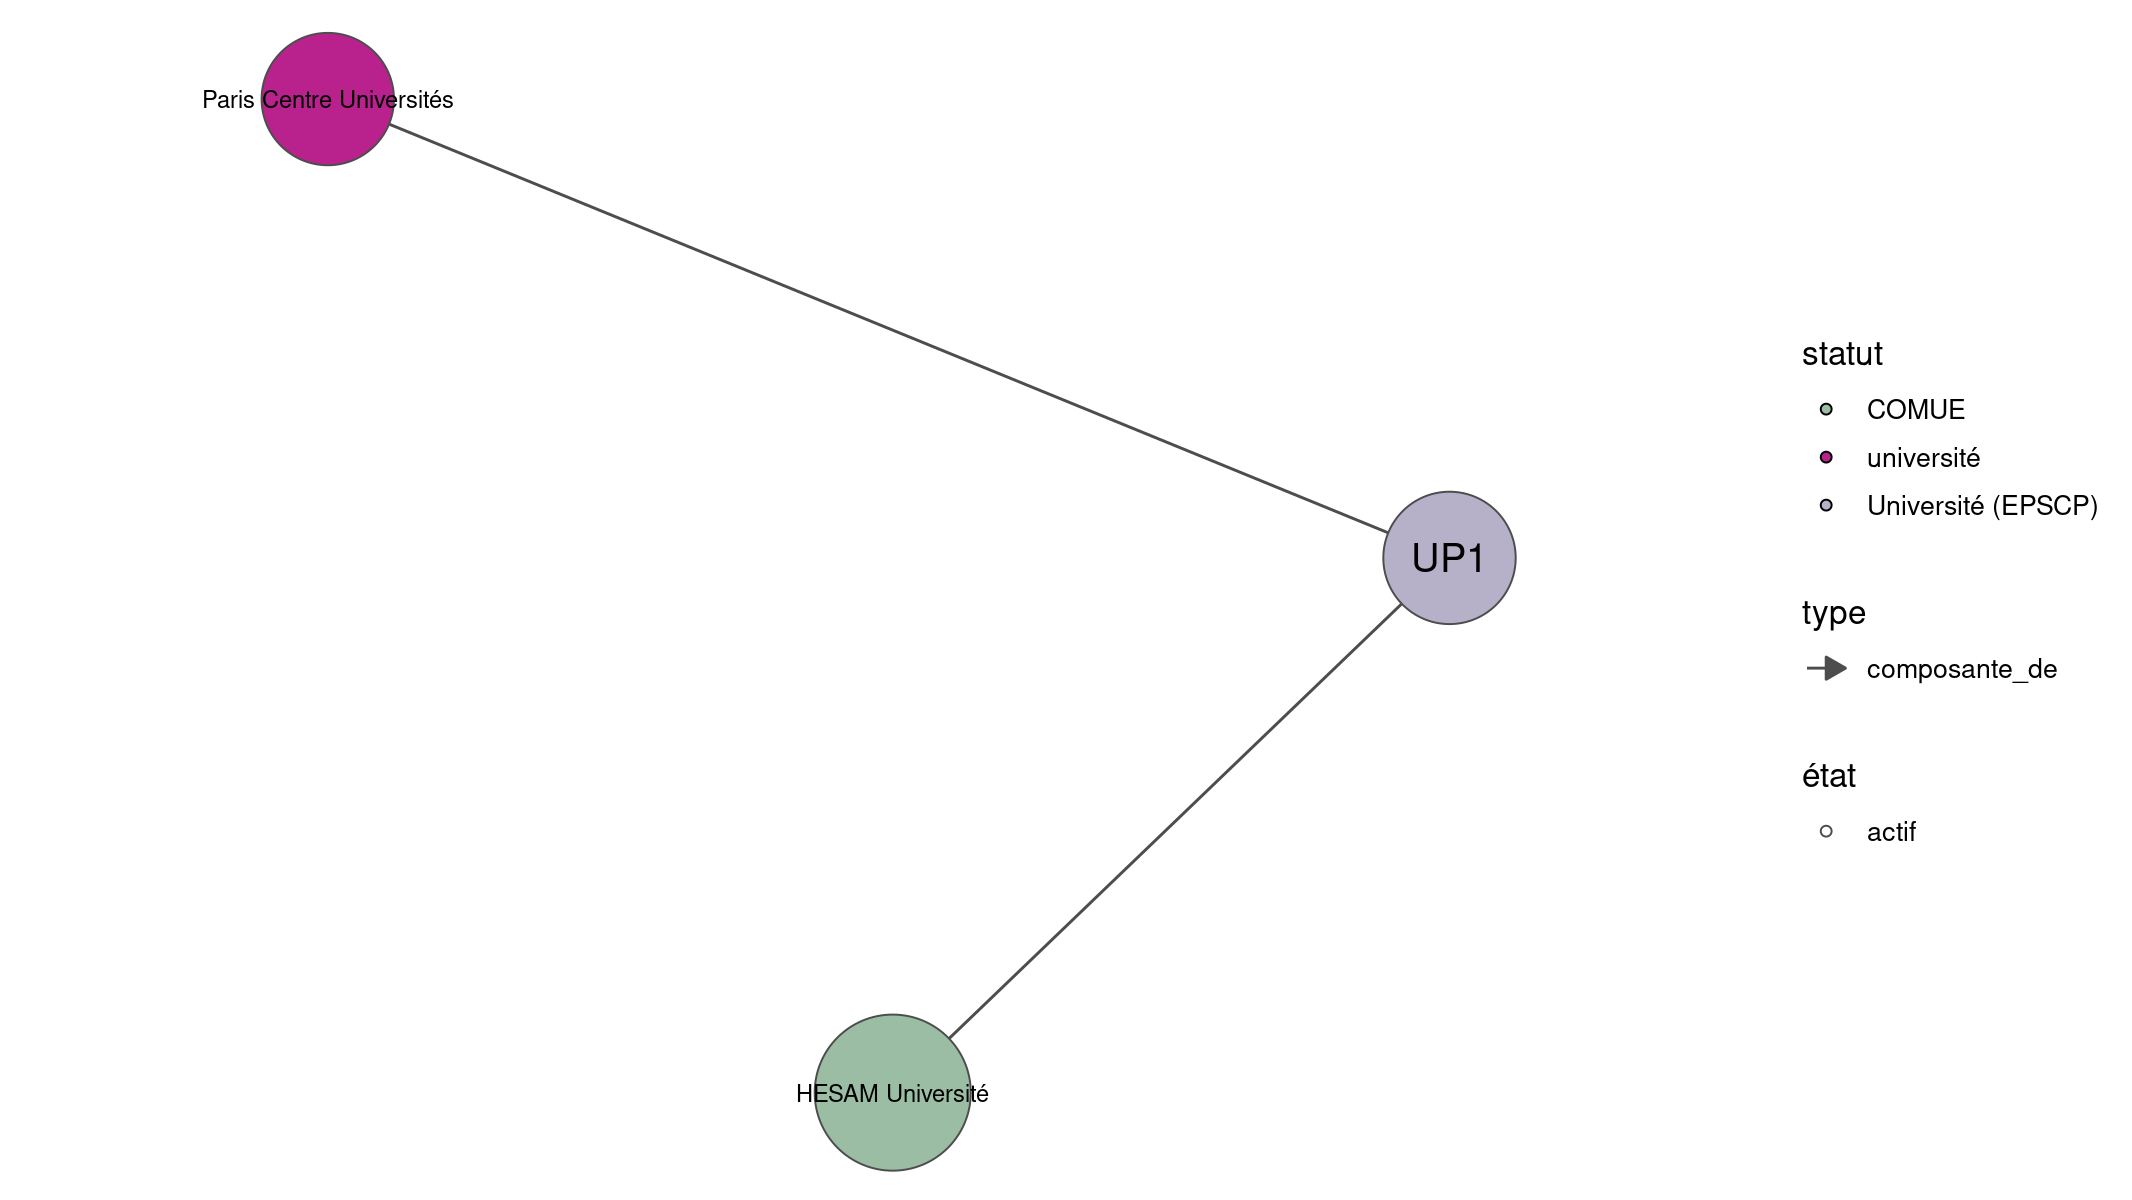 Paris Centre Universités
UP1
HESAM Université
statut
COMUE
université
Université (EPSCP)
type
composante_de
état
actif